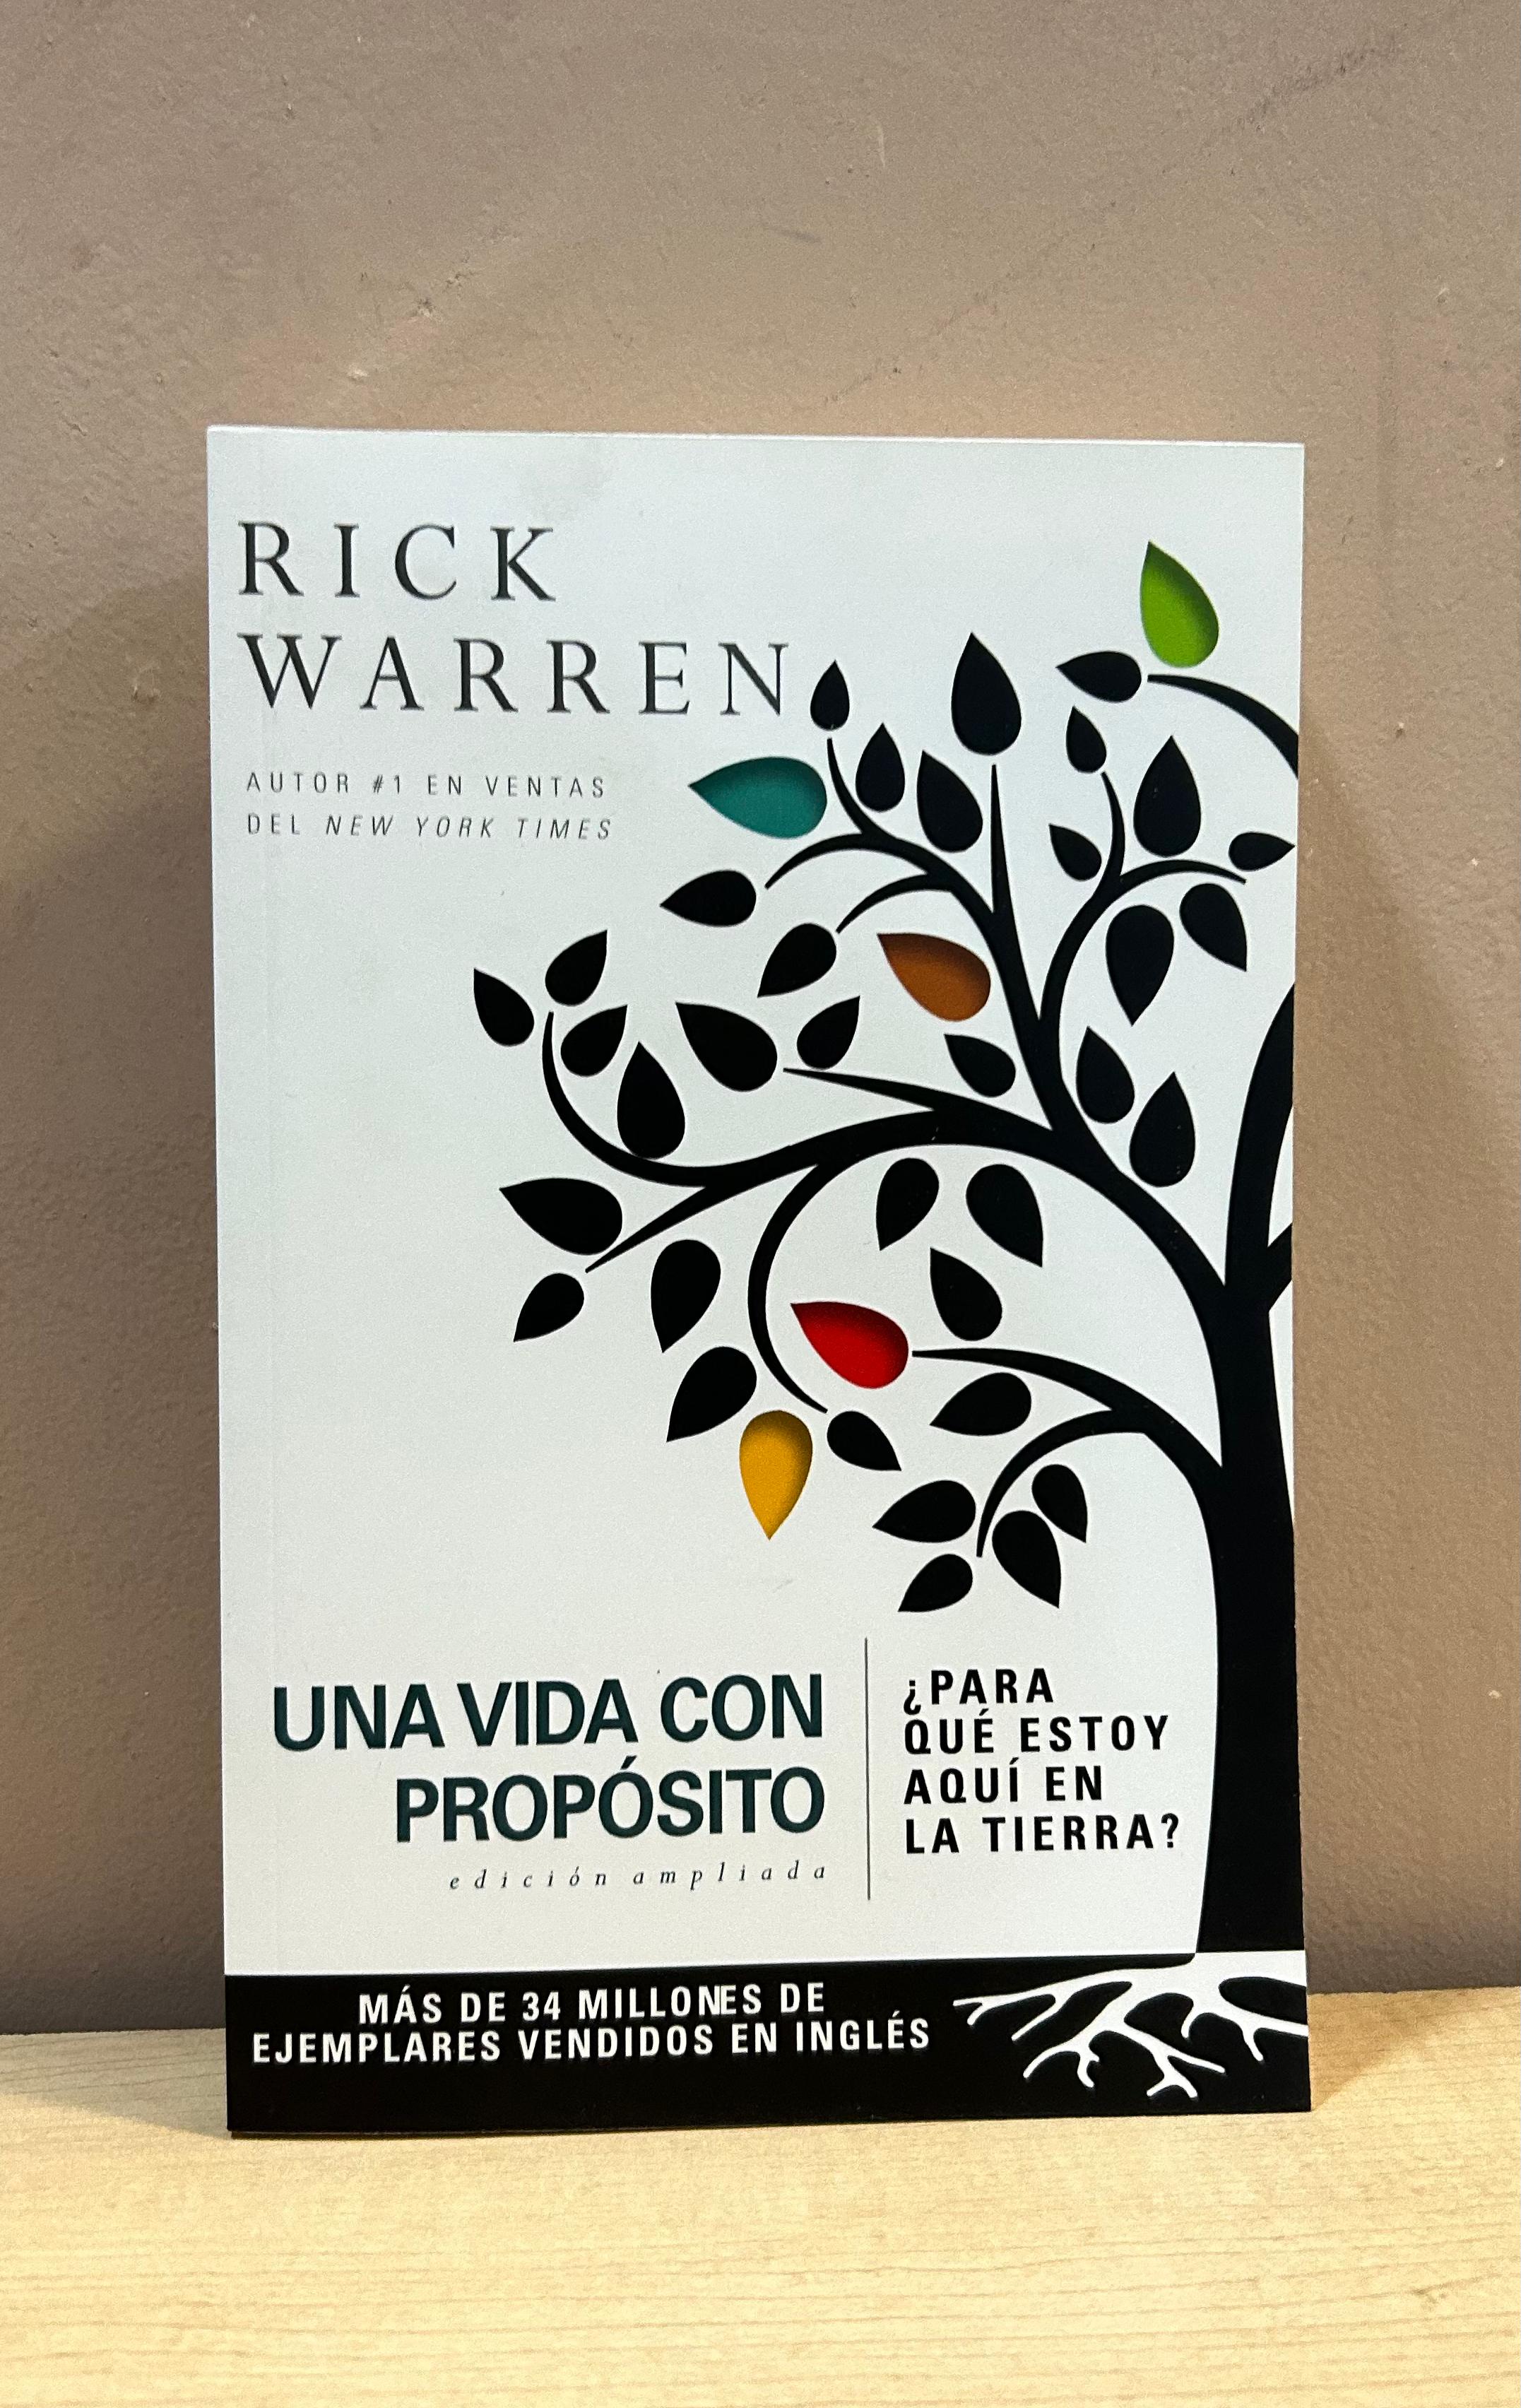 RICK
WARREN
AUTOR #1 EN VENTAS
DEL NEW YORK TIMES
UNA VIDA CON
PROPÓSITO
edición ampliada
¿PARA
QUÉ ESTOY
AQUÍ EN
LA TIERRA?
MÁS DE 34 MILLONES DE
EJEMPLARES VENDIDOS EN INGLÉS